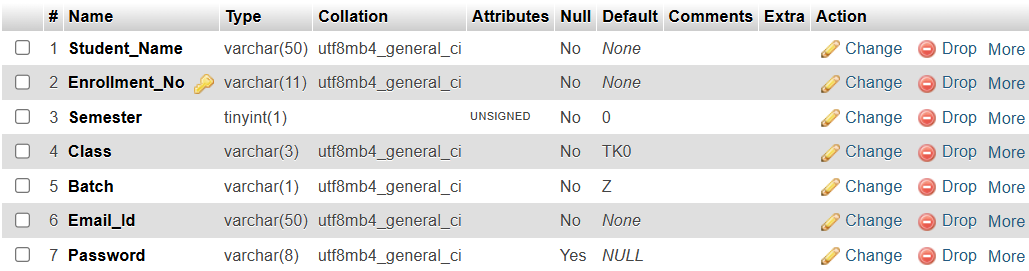 # Name Type Collation Attributes Null Default Comments Extra Action
1 Student_Name varchar(50) utf8mb4_general_ci No None Change Drop More
2 Enrollment_No varchar(11) utf8mb4_general_ci No None Change Drop More
3 Semester tinyint(1) UNSIGNED No 0 Change Drop More
4 Class varchar(3) utf8mb4_general_ci No TK0 Change Drop More
5 Batch varchar(1) utf8mb4_general_ci No Z Change Drop More
6 Email_Id varchar(50) utf8mb4_general_ci No None Change Drop More
7 Password varchar(8) utf8mb4_general_ci Yes NULL Change Drop More